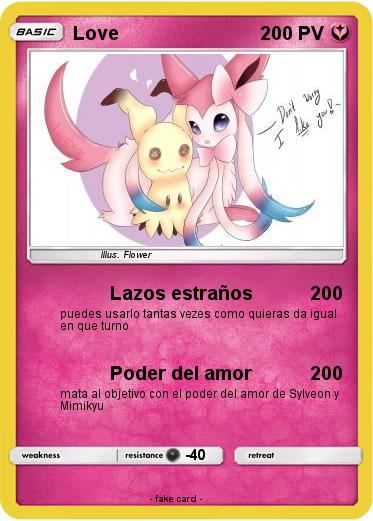 BASIC Love 200 PV
Don't worry
I like you!~
Illus. Flower
Lazos estraños 200
puedes usarlo tantas vezes como quieras da igual
en que turno
Poder del amor 200
mata al objetivo con el poder del amor de Sylveon y
Mimikyu
weakness resistance -40 retreat
- fake card -